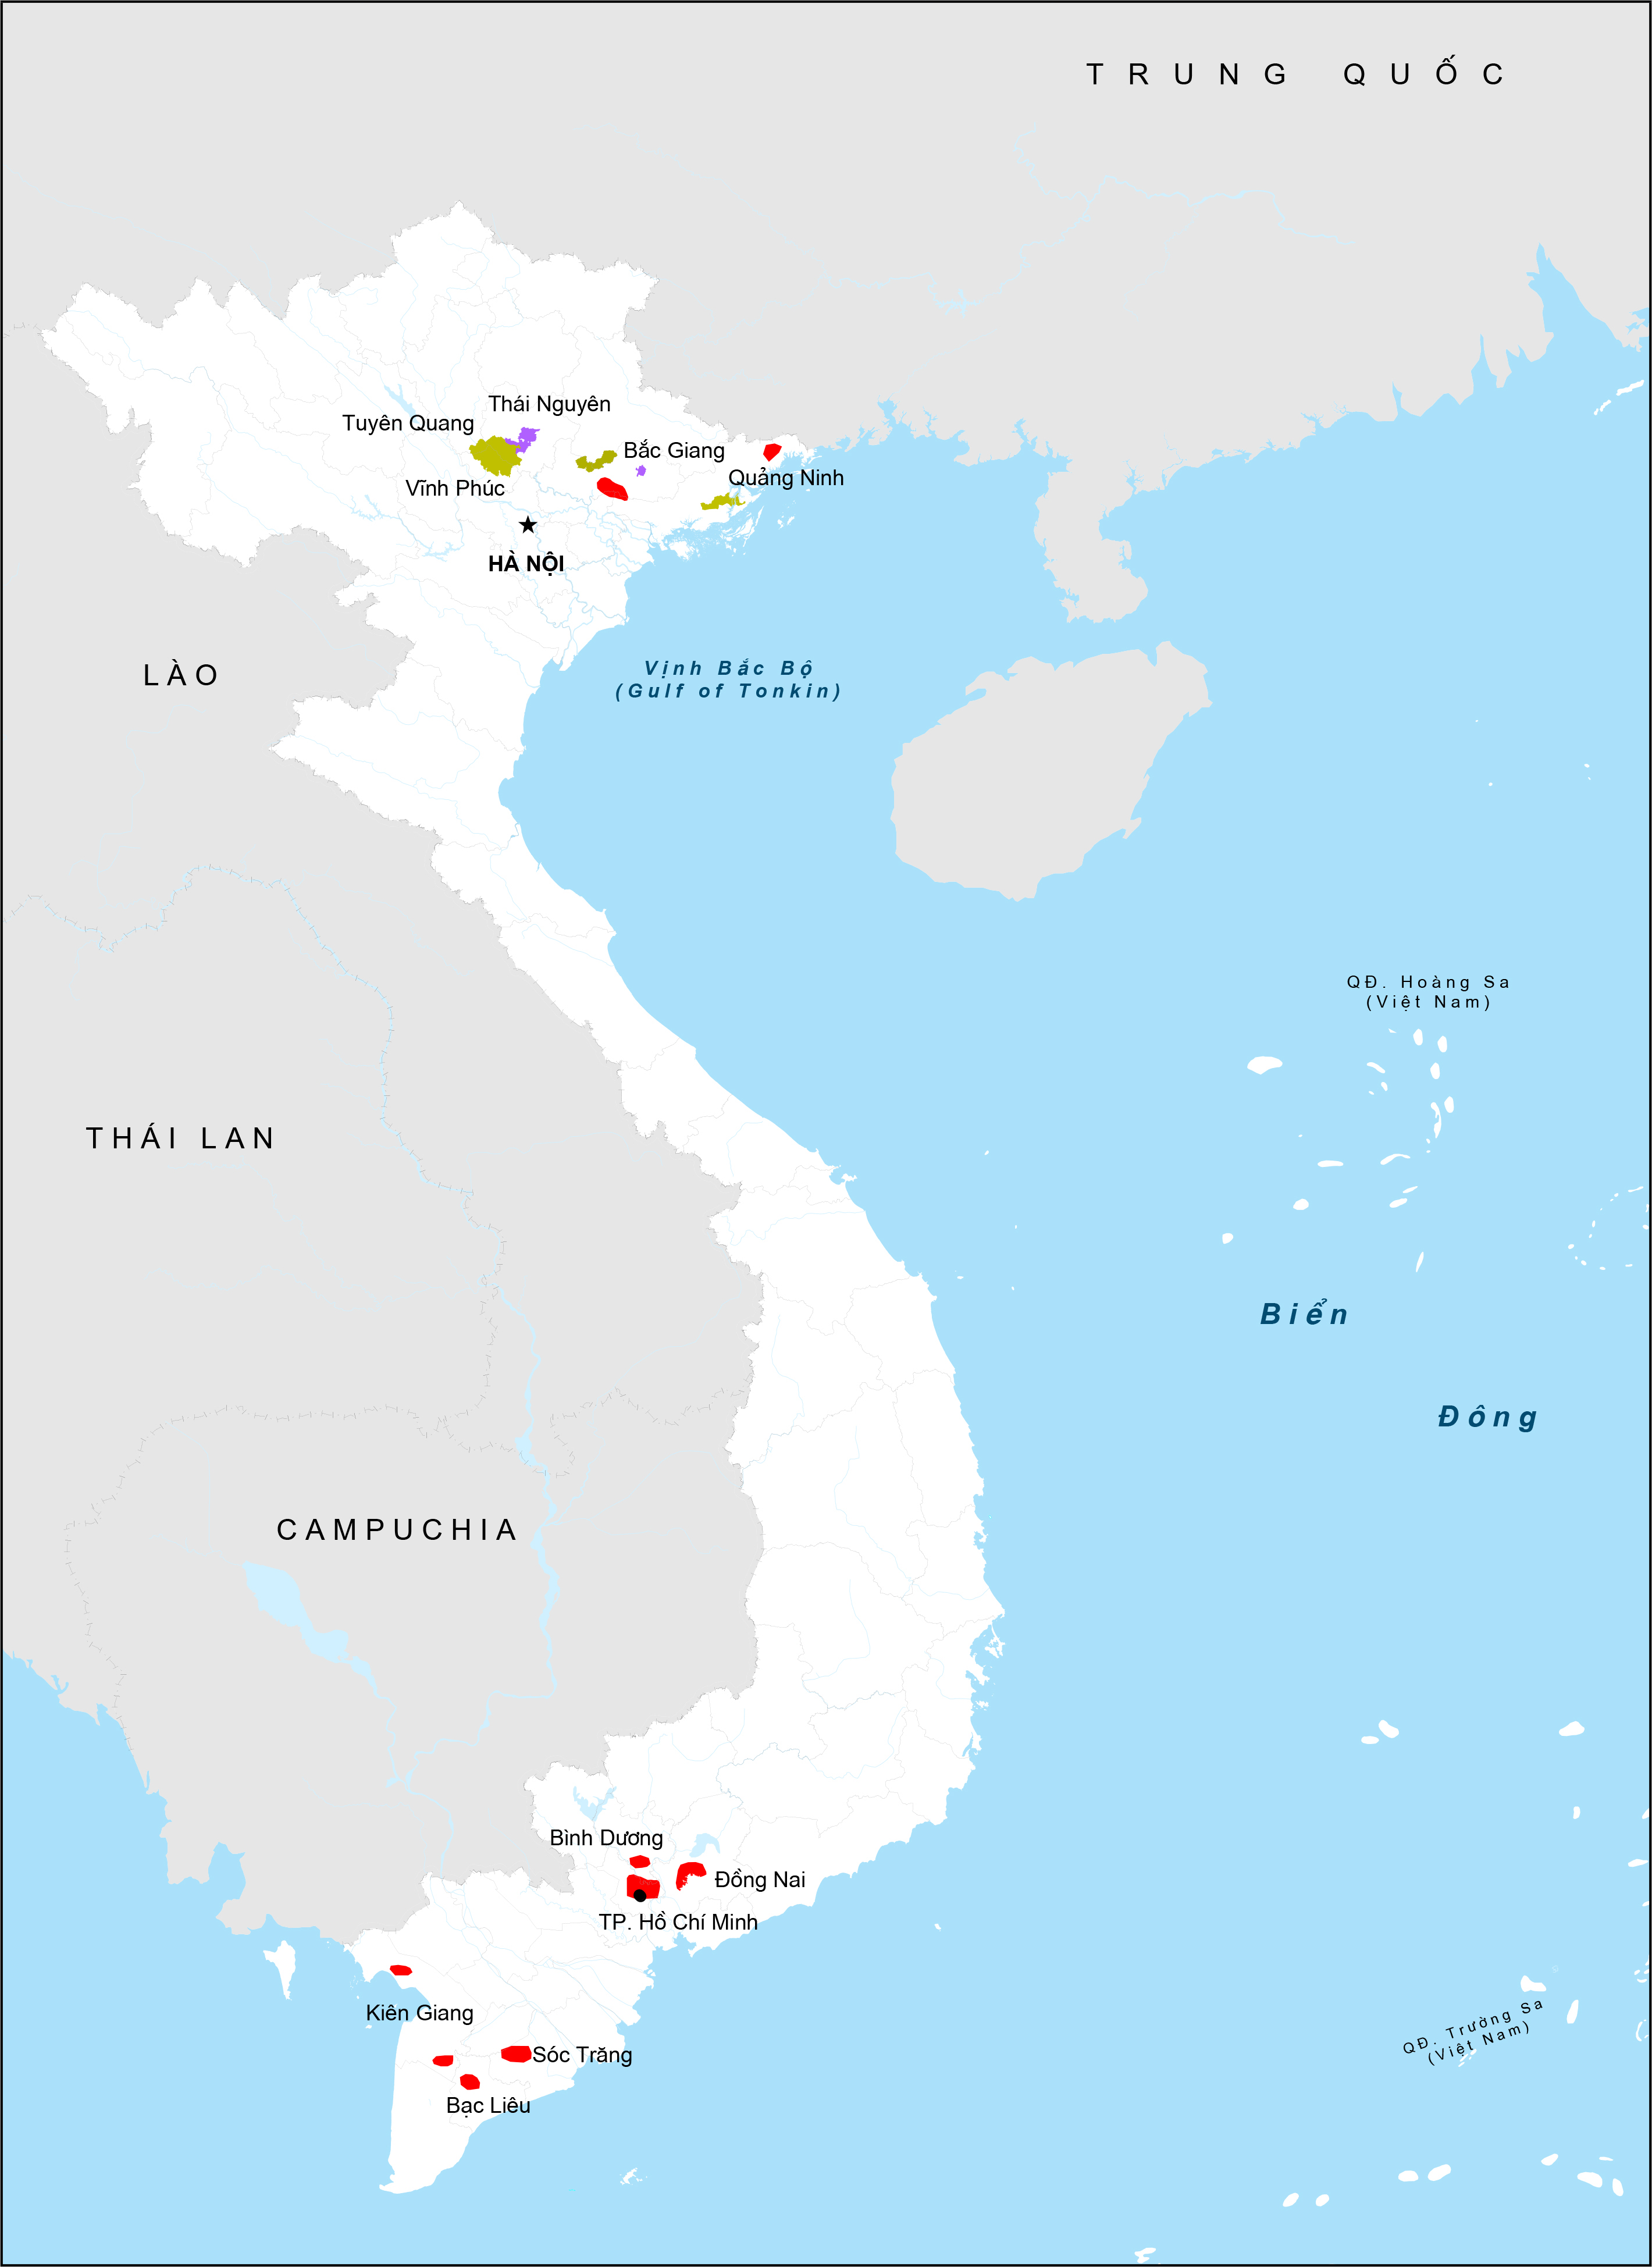 TRUNG QUỐC
Thái Nguyên
Tuyên Quang
Bắc Giang
Quảng Ninh
Vĩnh Phúc
HÀ NỘI
LÀO
Vịnh Bắc Bộ
(Gulf of Tonkin)
QĐ. Hoàng Sa
(Việt Nam)
THÁI LAN
Biển
Đông
CAMPUCHIA
Bình Dương
Đồng Nai
TP. Hồ Chí Minh
Kiên Giang
QĐ. Trường Sa
(Việt Nam)
Sóc Trăng
Bạc Liêu